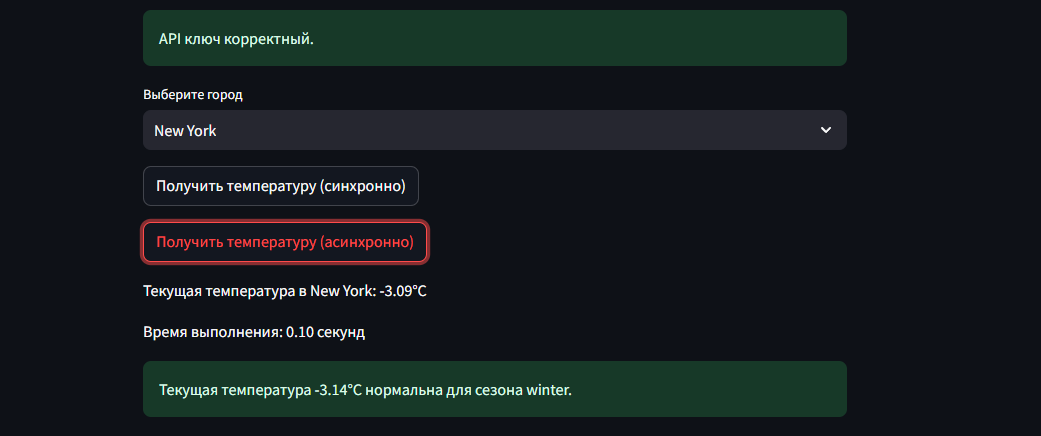 API ключ корректный.
Выберите город
New York
Получить температуру (синхронно)
Получить температуру (асинхронно)
Текущая температура в New York: -3.09°C
Время выполнения: 0.10 секунд
Текущая температура -3.14°C нормальна для сезона winter.